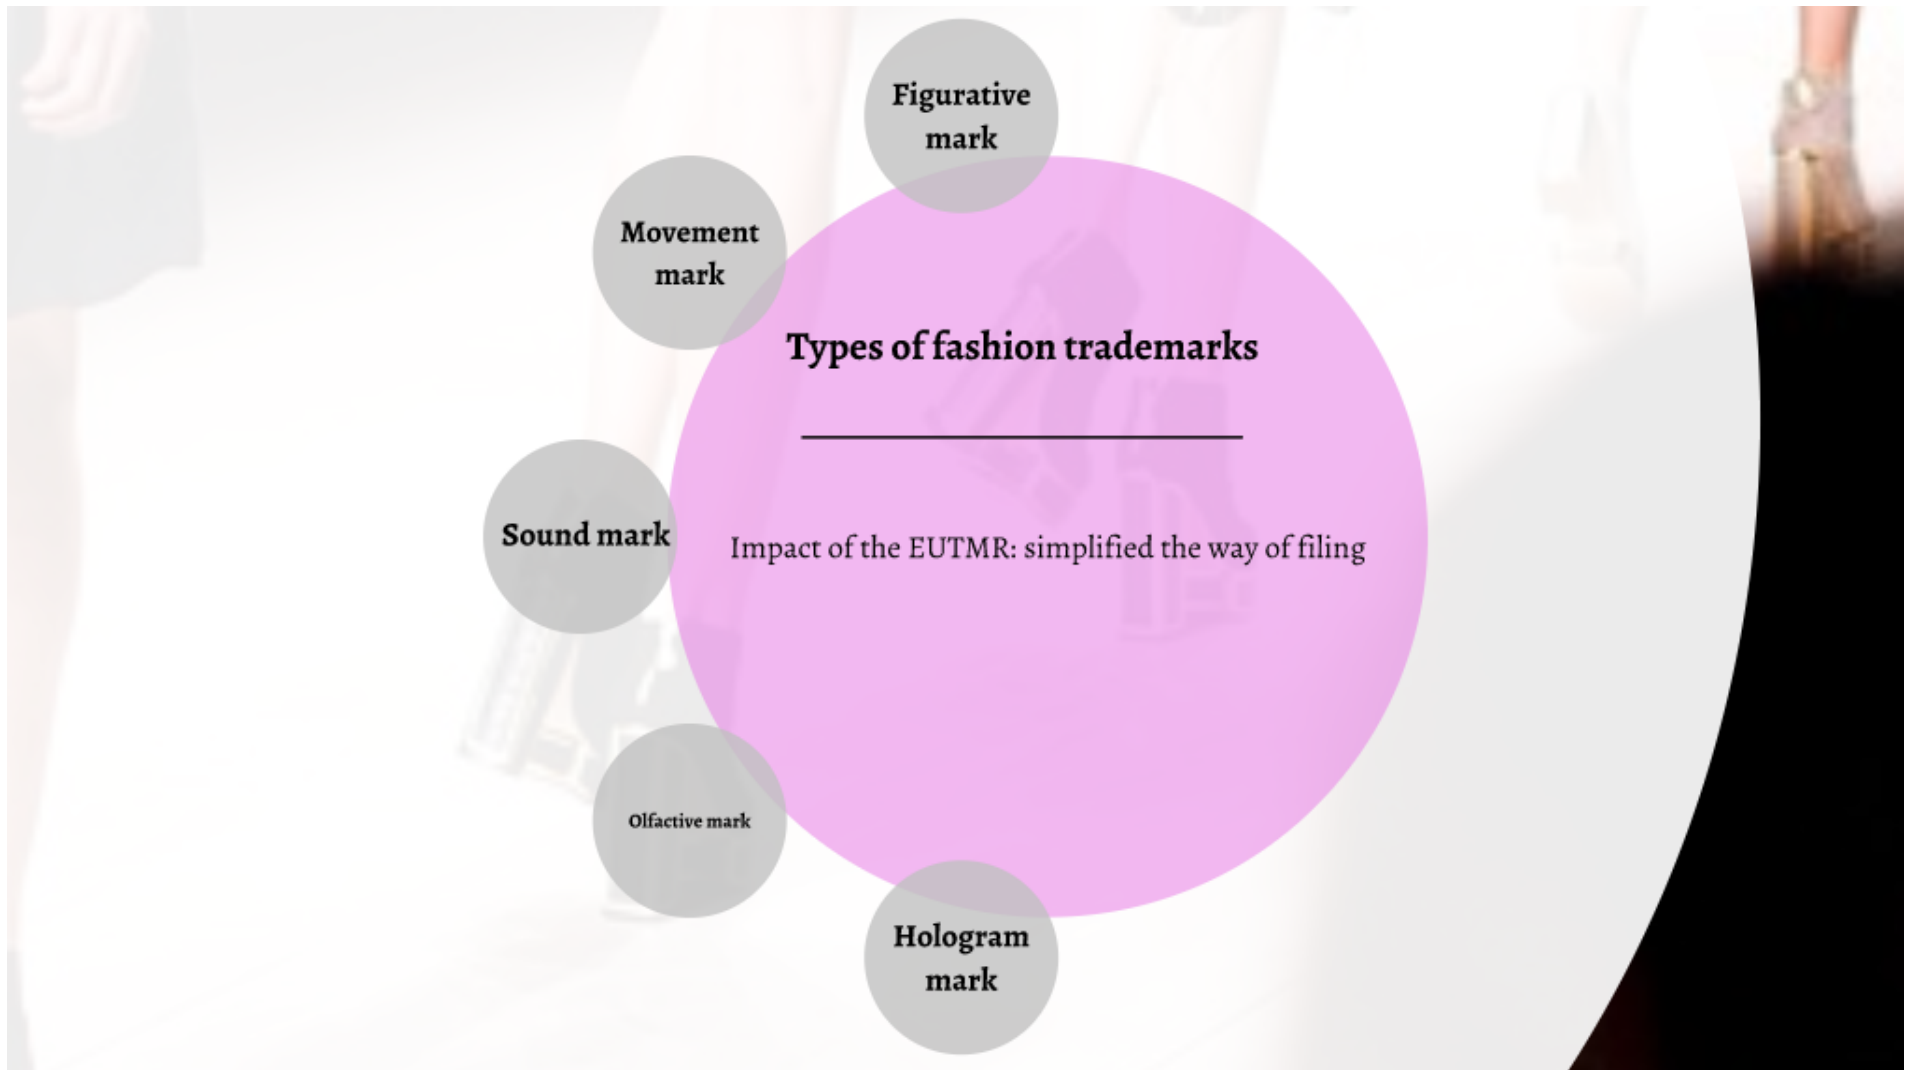 Figurative
mark
Movement
mark
Types of fashion trademarks
Sound mark
Impact of the EUTMR: simplified the way of filing
Olfactive mark
Hologram
mark